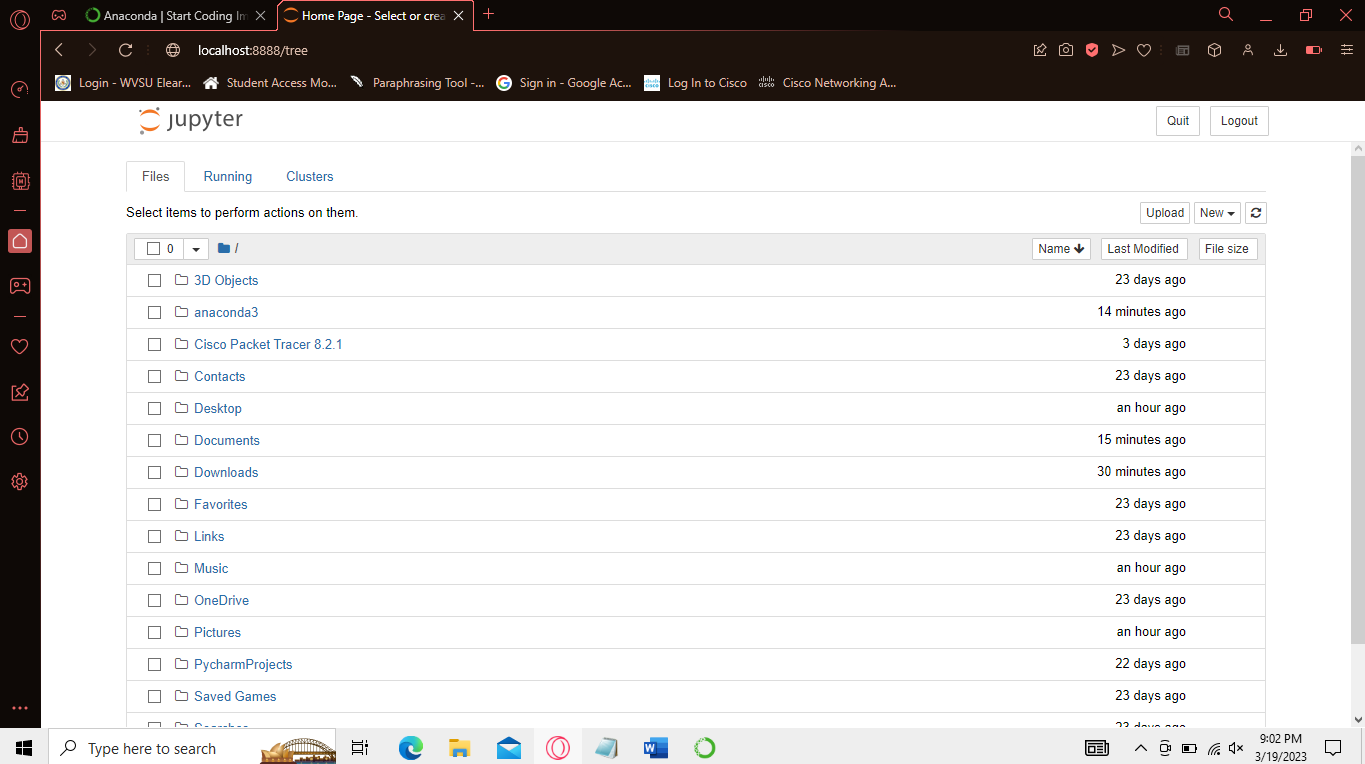 Anaconda | Start Coding Im
Home Page - Select or crea
localhost:8888/tree
Login - WVSU Elear...
Student Access Mo...
Paraphrasing Tool -...
Sign in - Google Ac...
Log In to Cisco
Cisco Networking A...
jupyter
Quit
Logout
Files
Running
Clusters
Select items to perform actions on them.
Upload
New
0
/
Name
Last Modified
File size
3D Objects 23 days ago
anaconda3 14 minutes ago
Cisco Packet Tracer 8.2.1 3 days ago
Contacts 23 days ago
Desktop an hour ago
Documents 15 minutes ago
Downloads 30 minutes ago
Favorites 23 days ago
Links 23 days ago
Music an hour ago
OneDrive 23 days ago
Pictures an hour ago
PycharmProjects 22 days ago
Saved Games 23 days ago
Searches 23 days ago
Type here to search
9:02 PM
3/19/2023